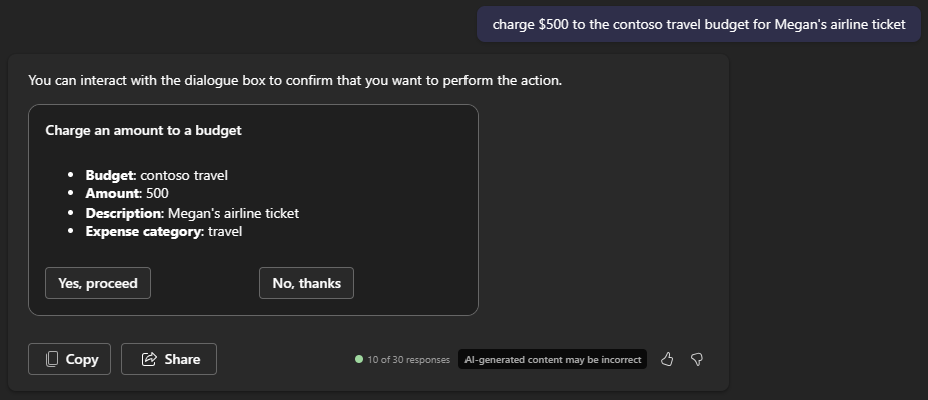 charge $500 to the contoso travel budget for Megan's airline ticket
You can interact with the dialogue box to confirm that you want to perform the action.
Charge an amount to a budget
• Budget: contoso travel
• Amount: 500
• Description: Megan's airline ticket
• Expense category: travel
Yes, proceed No, thanks
Copy Share 10 of 30 responses AI-generated content may be incorrect